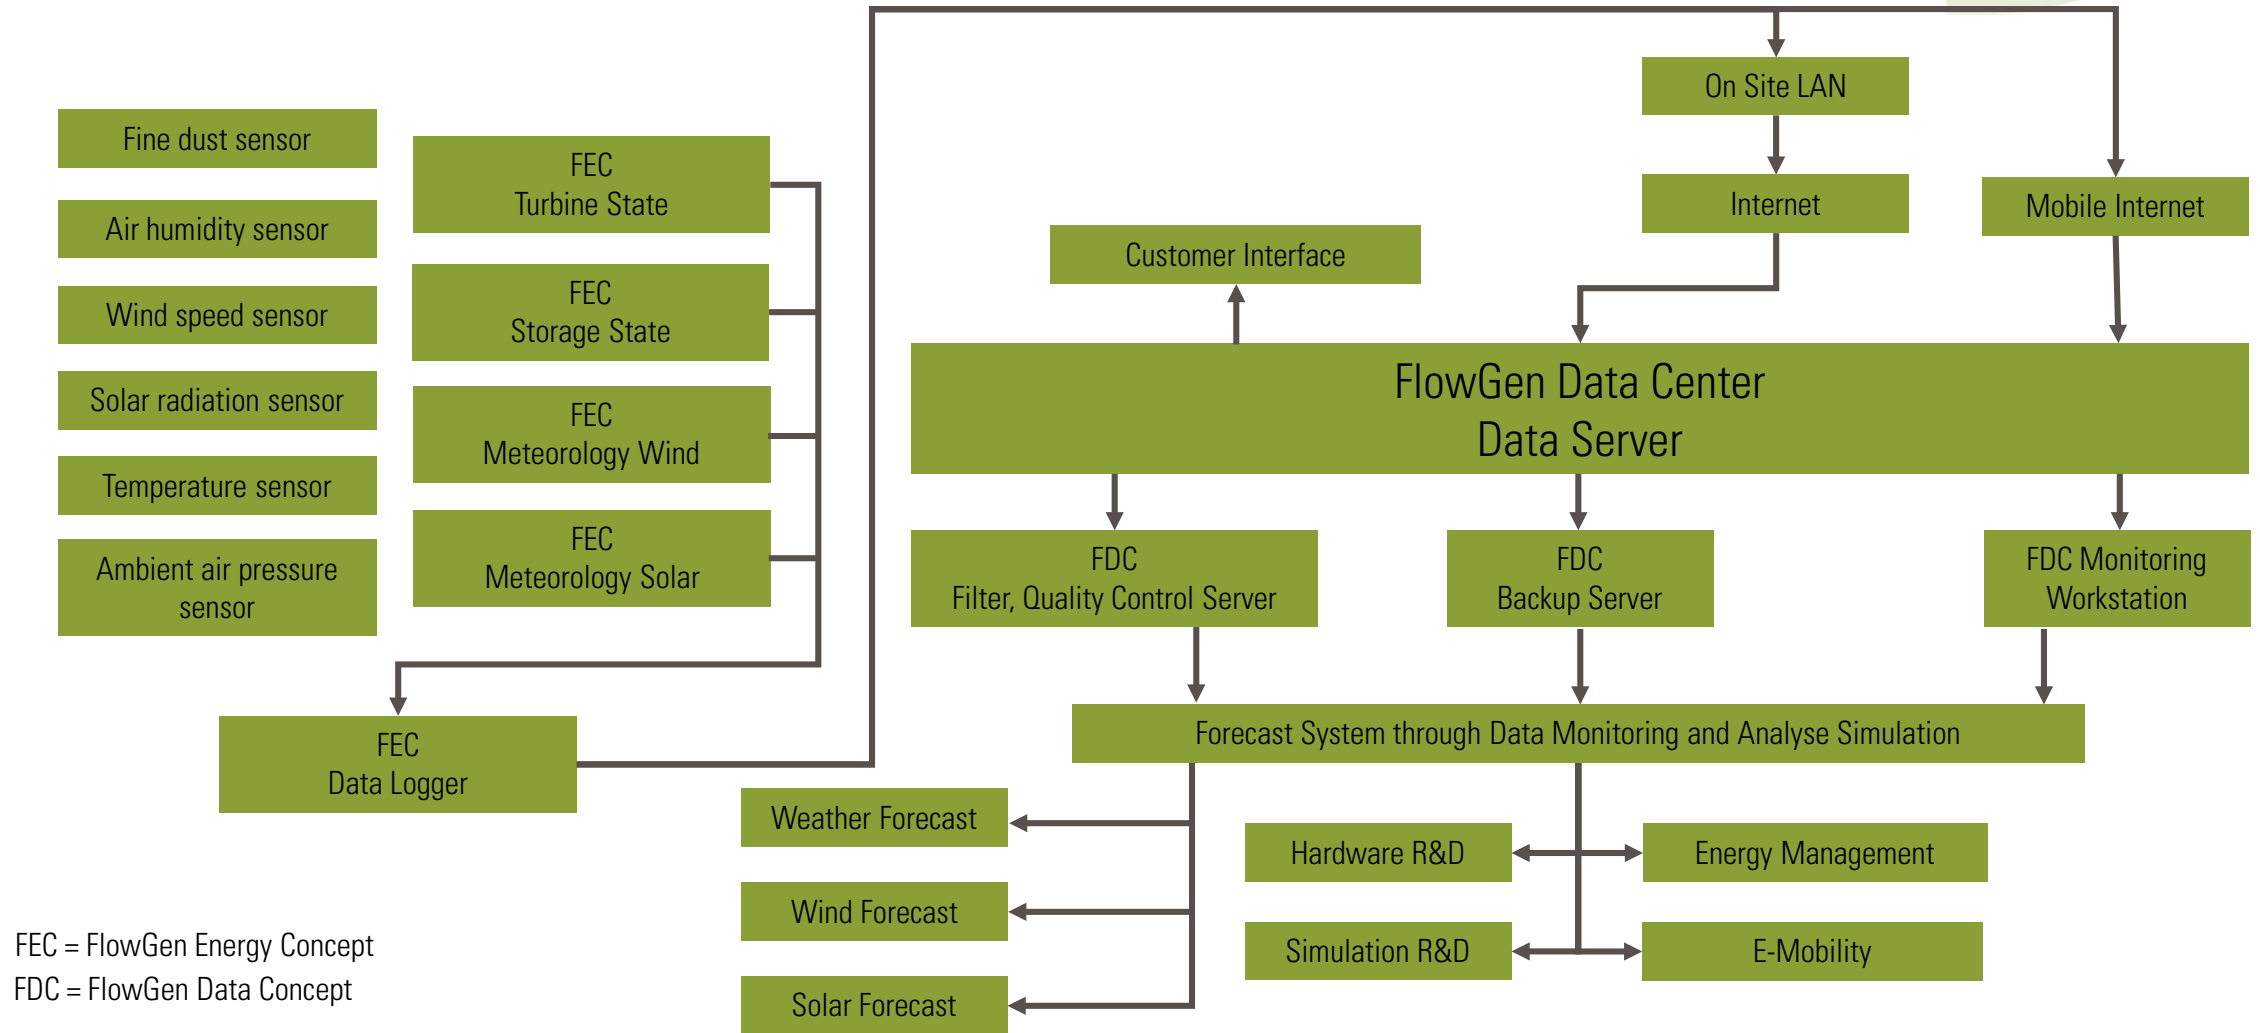 Fine dust sensor
Air humidity sensor
Wind speed sensor
Solar radiation sensor
Temperature sensor
Ambient air pressure
sensor
FEC
Turbine State
FEC
Storage State
FEC
Meteorology Wind
FEC
Meteorology Solar
FEC
Data Logger
On Site LAN
Internet
Mobile Internet
Customer Interface
FlowGen Data Center
Data Server
FDC
Filter, Quality Control Server
FDC
Backup Server
FDC Monitoring
Workstation
Forecast System through Data Monitoring and Analyse Simulation
Weather Forecast
Wind Forecast
Solar Forecast
Hardware R&D
Energy Management
Simulation R&D
E-Mobility
FEC = FlowGen Energy Concept
FDC = FlowGen Data Concept